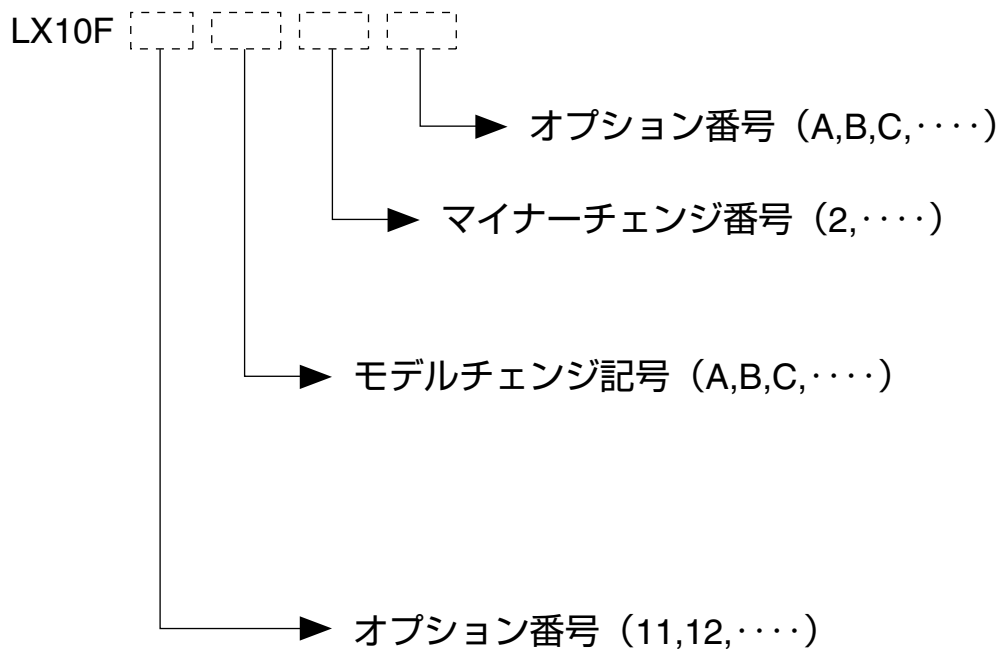 LX10F
オプション番号（A,B,C,････）
マイナーチェンジ番号（2,････）
モデルチェンジ記号（A,B,C,････）
オプション番号（11,12,････）